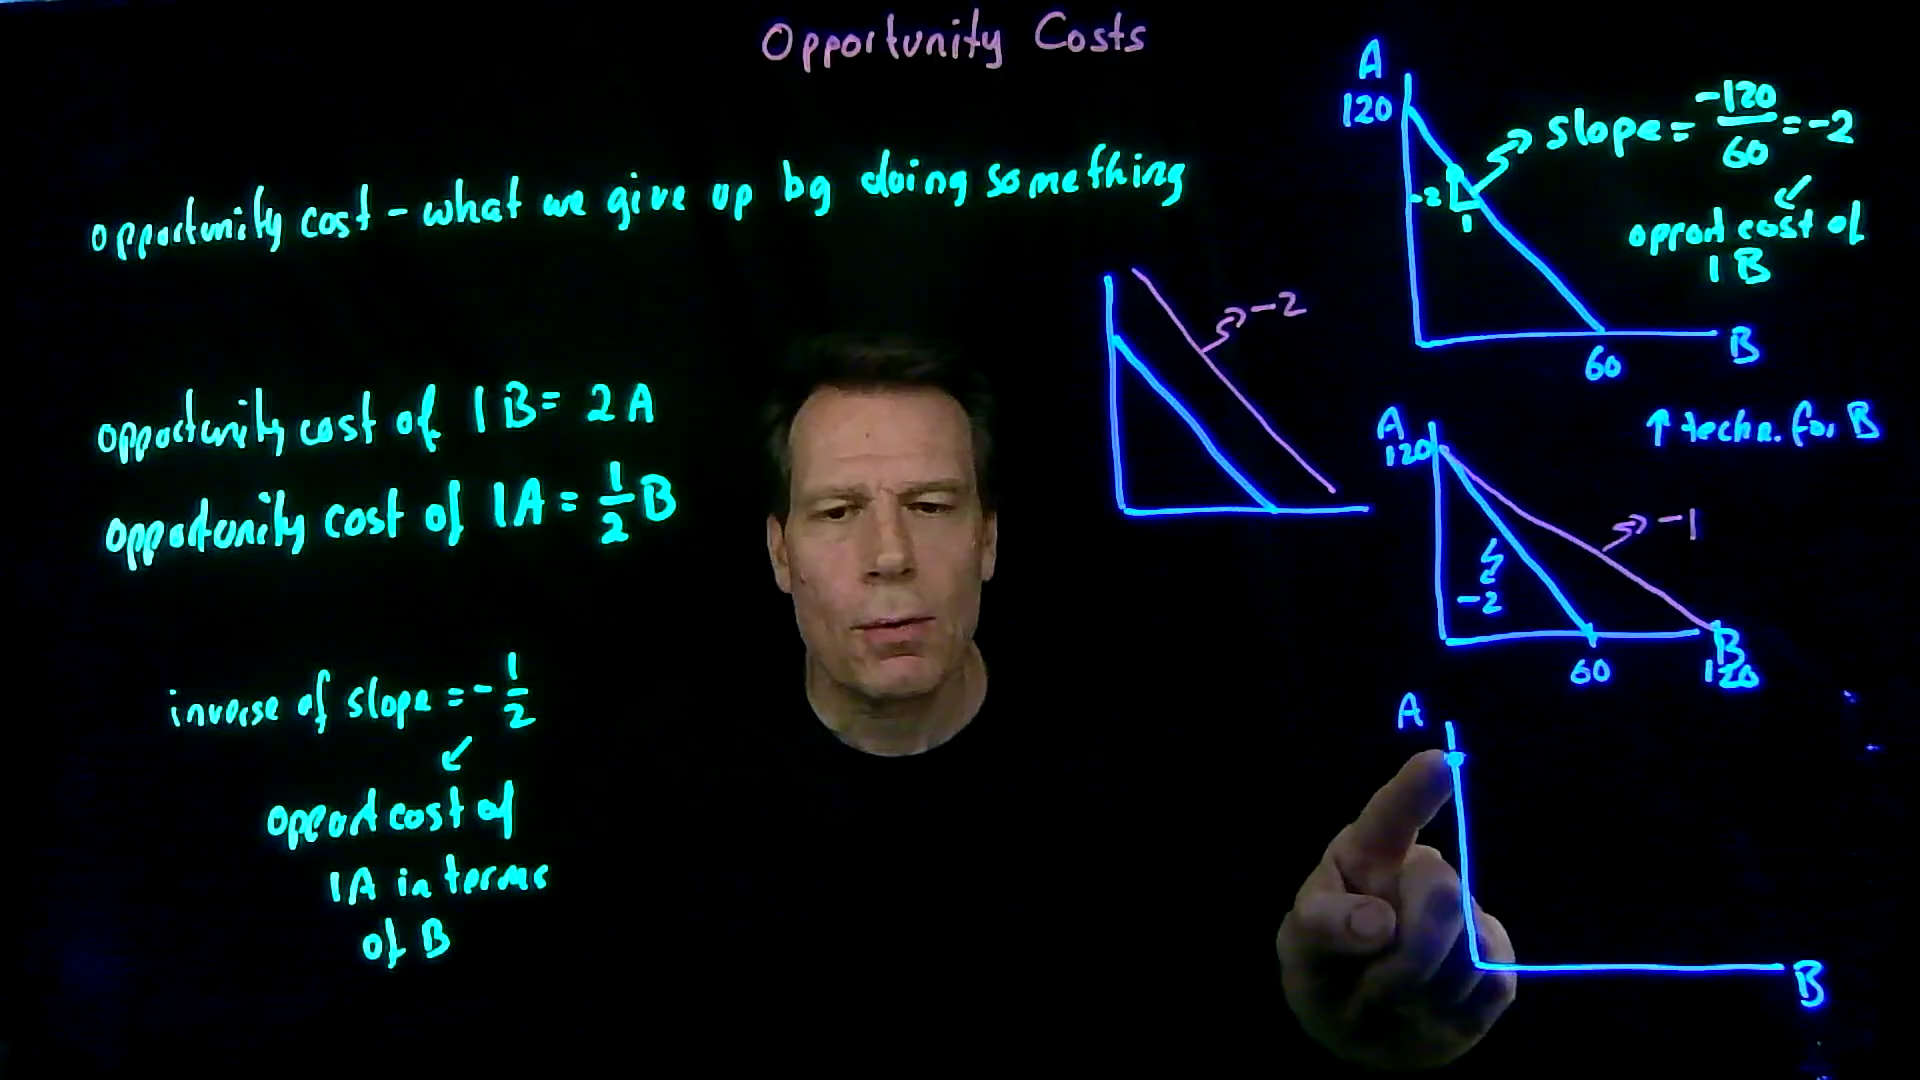 Opportunity Costs
opportunity cost - what we give up by doing something
opportunity cost of 1 B = 2 A
opportunity cost of 1A = 1/2 B
inverse of slope = - 1/2
↙
opport cost of
1A in terms
of B
-2
A
120
slope = -120/60 = -2
↙
-2
1
opport cost of
1 B
B
60
↑ techn. for B
A
120
-1
-2
B
60
120
A
B